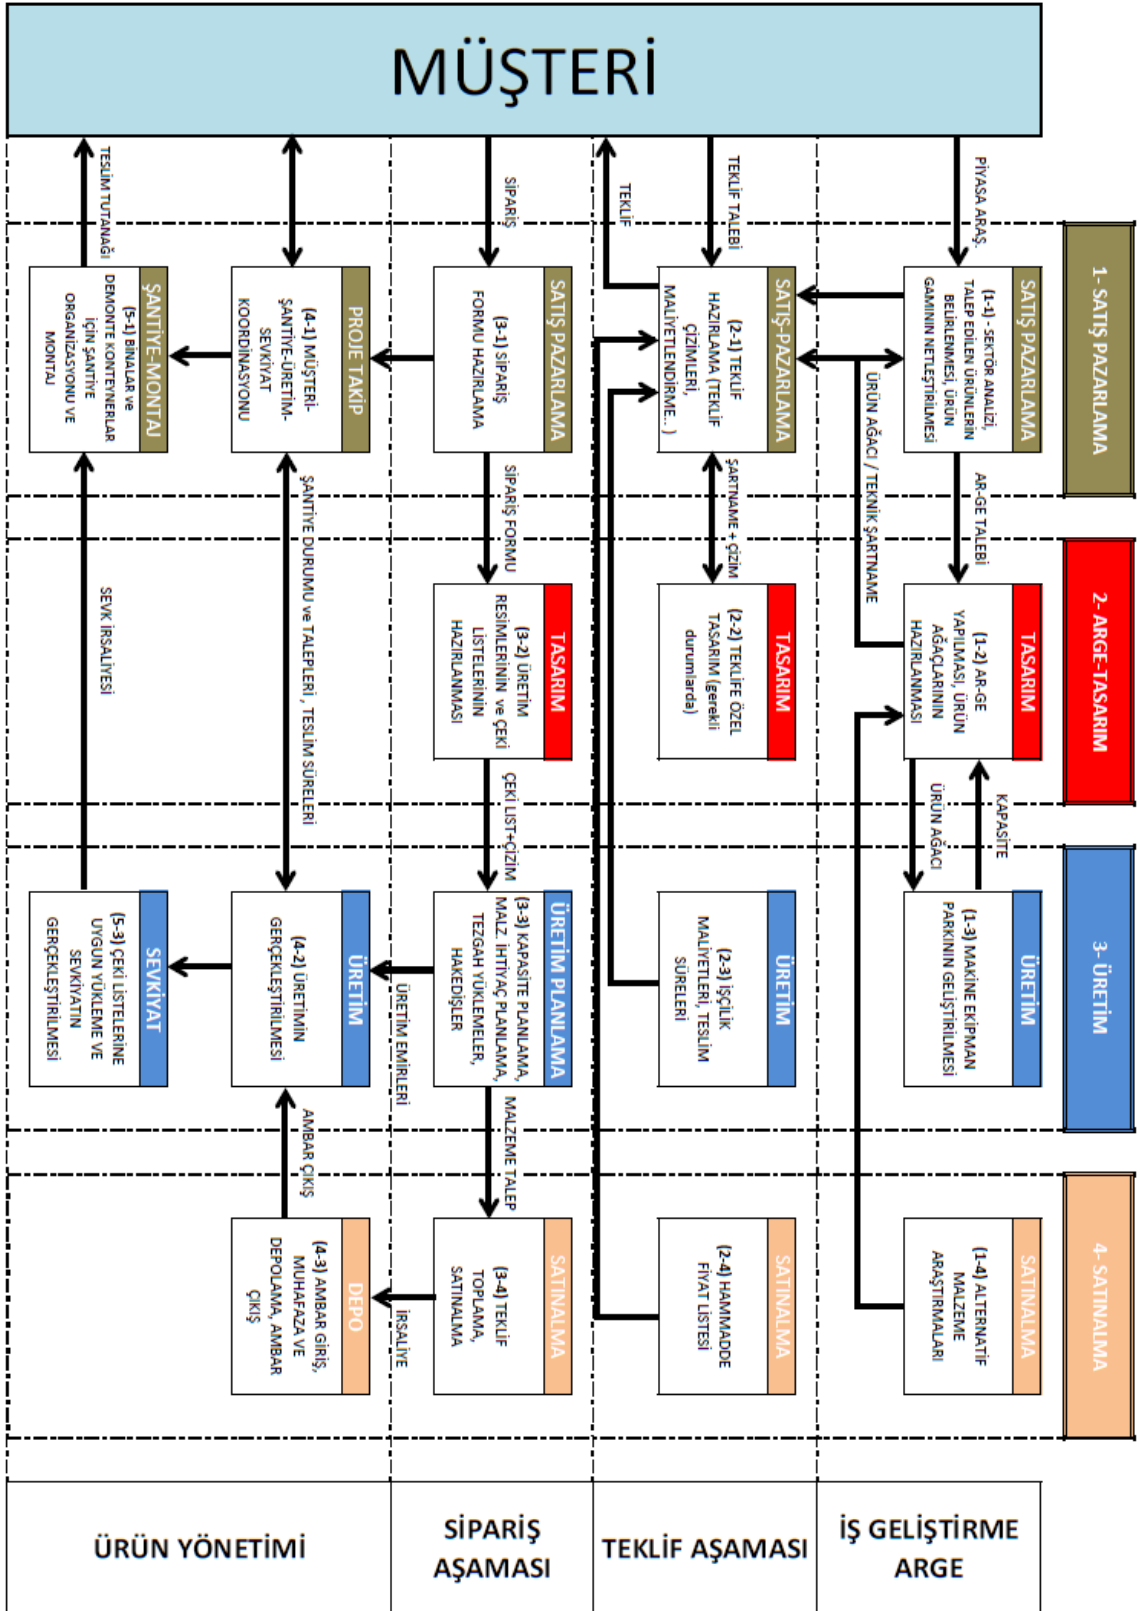 MÜŞTERİ
1- SATIŞ PAZARLAMA
2- ARGE-TASARIM
3- ÜRETİM
4- SATINALMA
PİYASA ARAŞ.
SATIŞ PAZARLAMA
(1-1) - SEKTÖR ANALİZİ,
TALEP EDİLEN ÜRÜNLERİN
BELİRLENMESİ, ÜRÜN
GAMININ NETLEŞTİRİLMESİ
AR-GE TALEBİ
TASARIM
(1-2) AR-GE
YAPILMASI, ÜRÜN
AĞAÇLARININ
HAZIRLANMASI
KAPASİTE
ÜRÜN AĞACI
ÜRETİM
(1-3) MAKİNE EKİPMAN
PARKININ GELİŞTİRİLMESİ
SATINALMA
(1-4) ALTERNATİF
MALZEME
ARAŞTIRMALARI
ÜRÜN AĞACI / TEKNİK ŞARTNAME
İŞ GELİŞTİRME
ARGE
TEKLİF TALEBİ
TEKLİF
SATIŞ-PAZARLAMA
(2-1) TEKLİF
HAZIRLAMA (TEKLİF
ÇİZİMLERİ,
MALİYETLENDİRME.. )
ŞARTNAME + ÇİZİM
TASARIM
(2-2) TEKLİFE ÖZEL
TASARIM (gerekli
durumlarda)
ÜRETİM
(2-3) İŞÇİLİK
MALİYETLERİ, TESLİM
SÜRELERİ
SATINALMA
(2-4) HAMMADDE
FİYAT LİSTESİ
TEKLİF AŞAMASI
SİPARİŞ
SATIŞ PAZARLAMA
(3-1) SİPARİŞ
FORMU HAZIRLAMA
SİPARİŞ FORMU
TASARIM
(3-2) ÜRETİM
RESİMLERİNİN ve ÇEKİ
LİSTELERİNİN
HAZIRLANMASI
ÇEKİ LIST+ÇİZİM
ÜRETİM PLANLAMA
(3-3) KAPASİTE PLANLAMA,
MALZ. İHTİYAÇ PLANLAMA,
TEZGAH YÜKLEMELER,
HAKEDİŞLER
MALZEME TALEP
SATINALMA
(3-4) TEKLİF
TOPLAMA,
SATINALMA
SİPARİŞ
AŞAMASI
ÜRETİM EMİRLERİ
İRSALİYE
PROJE TAKİP
(4-1) MÜŞTERİ-
ŞANTİYE-ÜRETİM-
KOORDİNASYONU
SEVKİYAT
ŞANTİYE DURUMU ve TALEPLERİ , TESLİM SÜRELERİ
ÜRETİM
(4-2) ÜRETİMİN
GERÇEKLEŞTİRİLMESİ
AMBAR ÇIKIŞ
DEPO
(4-3) AMBAR GİRİŞ,
MUHAFAZA VE
DEPOLAMA, AMBAR
ÇIKIŞ
TESLİM TUTANAĞI
ŞANTİYE-MONTAJ
(5-1) BİNALAR ve
DEMONTE KONTEYNERLAR
İÇİN ŞANTİYE
ORGANİZASYONU VE
MONTAJ
SEVK İRSALİYESİ
SEVKİYAT
(5-3) ÇEKİ LİSTELERİNE
UYGUN YÜKLEME VE
SEVKİYATIN
GERÇEKLEŞTİRİLMESİ
ÜRÜN YÖNETİMİ